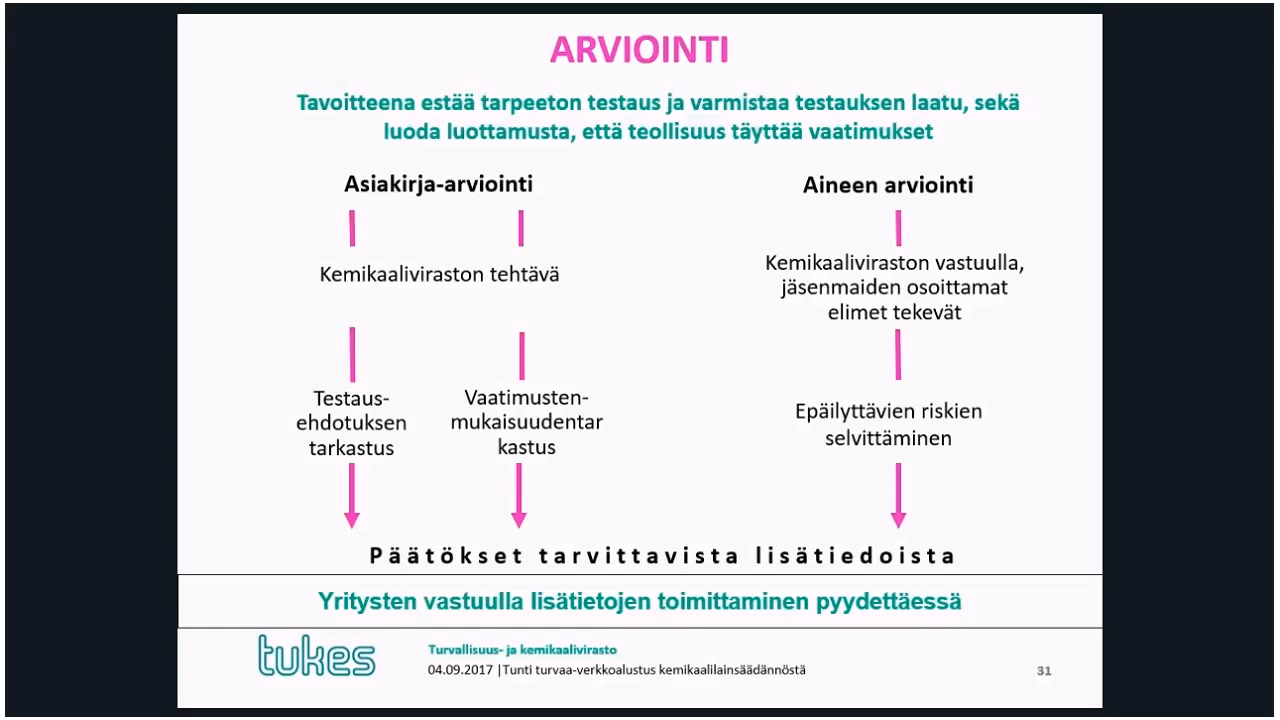 ARVIOINTI
Tavoitteena estää tarpeeton testaus ja varmistaa testauksen laatu, sekä
luoda luottamusta, että teollisuus täyttää vaatimukset
Asiakirja-arviointi
Aineen arviointi
Kemikaaliviraston tehtävä
Kemikaaliviraston vastuulla,
jäsenmaiden osoittamat
elimet tekevät
Testaus-
ehdotuksen
tarkastus
Vaatimusten-
mukaisuudentar
kastus
Epäilyttävien riskien
selvittäminen
Päätökset tarvittavista lisätiedoista
Yritysten vastuulla lisätietojen toimittaminen pyydettäessä
tukes
Turvallisuus- ja kemikaalivirasto
04.09.2017 |Tunti turvaa-verkkoalustus kemikaalilainsäädännöstä
31